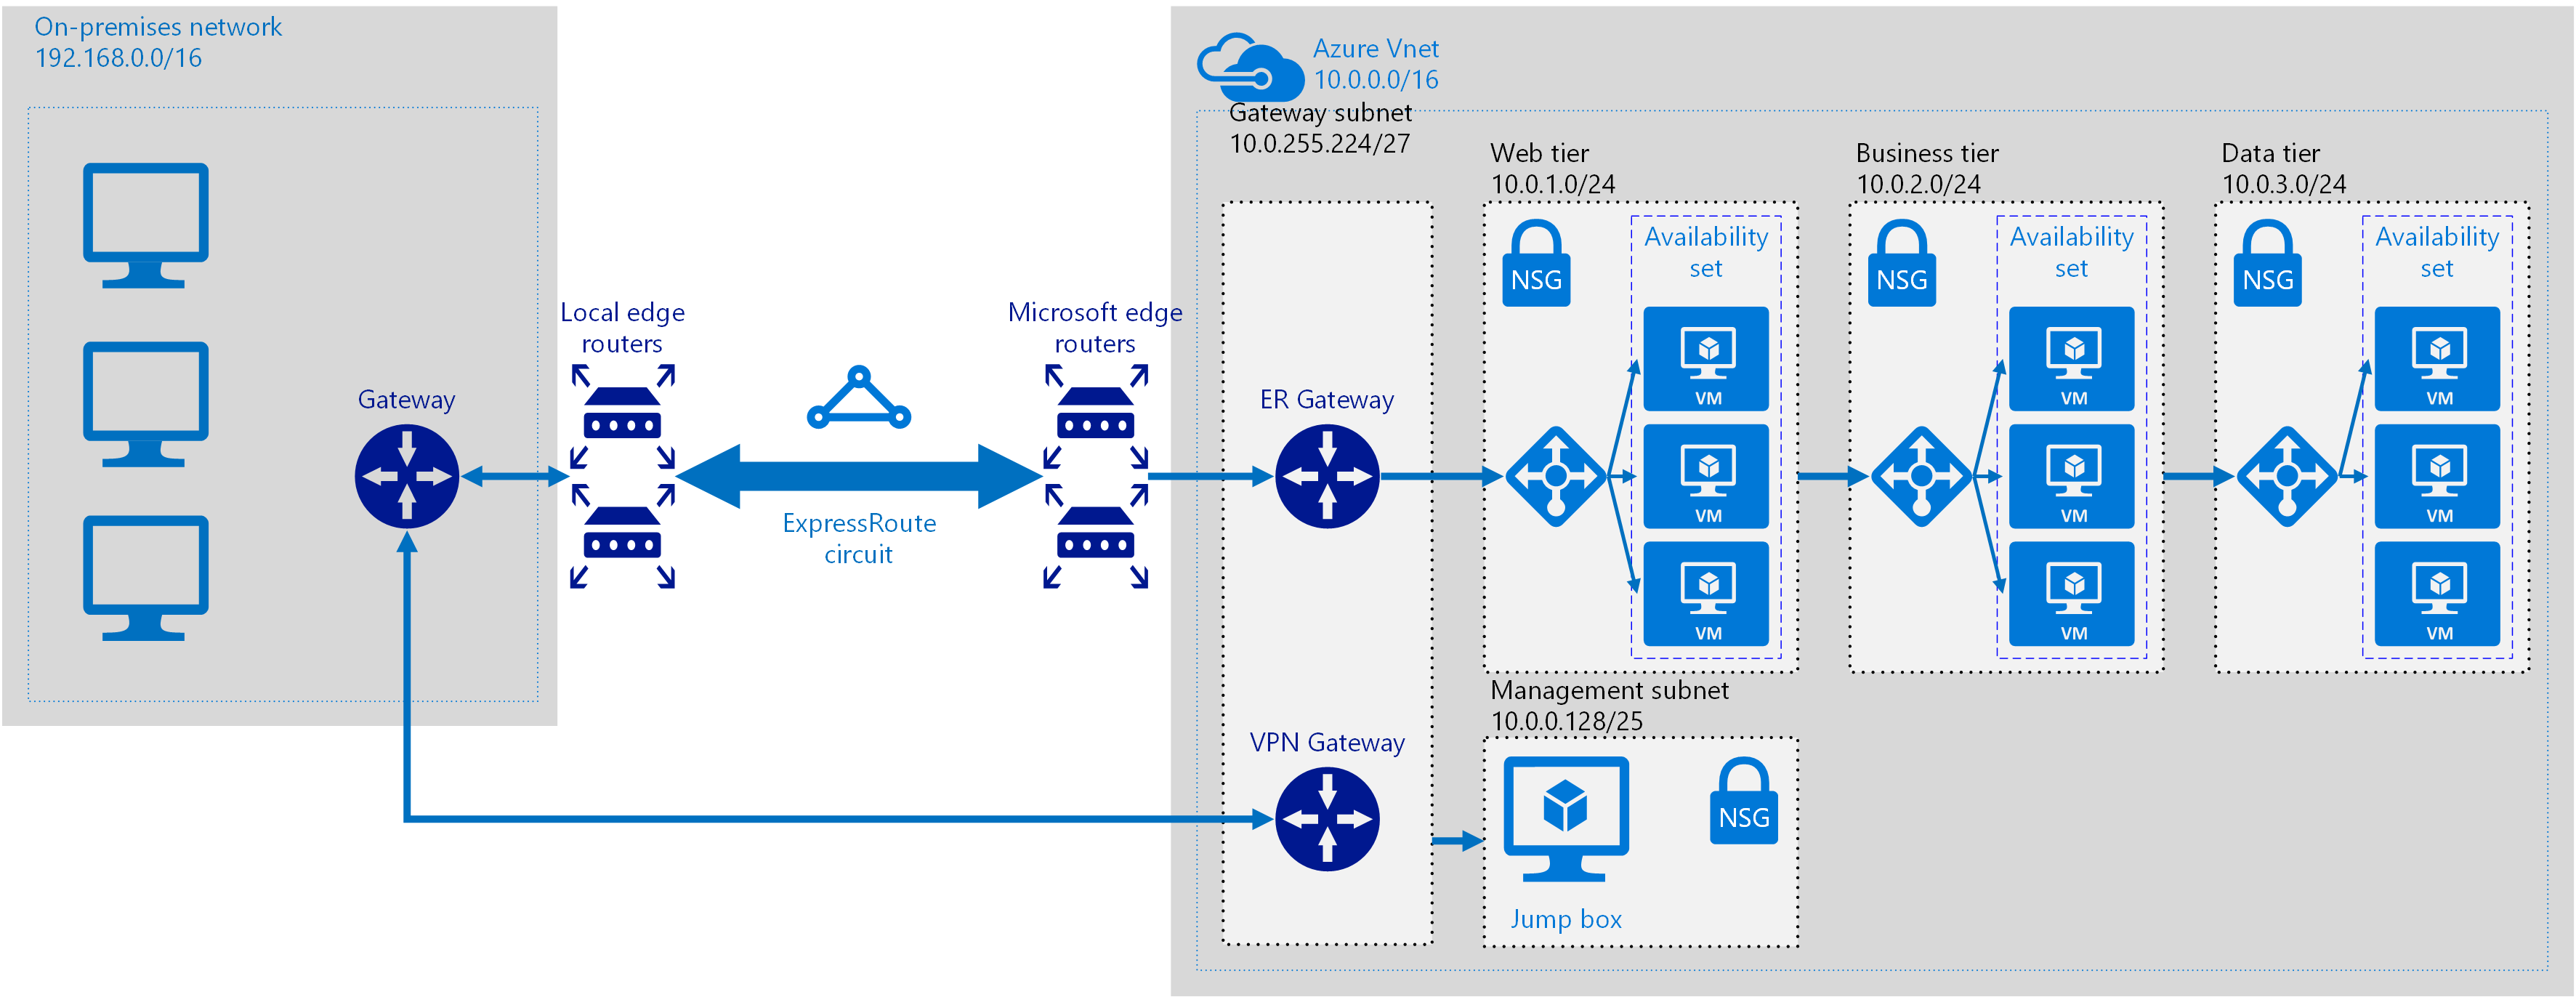 On-premises network
192.168.0.0/16
Gateway
Local edge
routers
ExpressRoute
circuit
Microsoft edge
routers
Azure Vnet
10.0.0.0/16
Gateway subnet
10.0.255.224/27
ER Gateway
VPN Gateway
Web tier
10.0.1.0/24
NSG
Availability
set
VM
VM
VM
Business tier
10.0.2.0/24
NSG
Availability
set
VM
VM
VM
Data tier
10.0.3.0/24
NSG
Availability
set
VM
VM
VM
Management subnet
10.0.0.128/25
NSG
Jump box